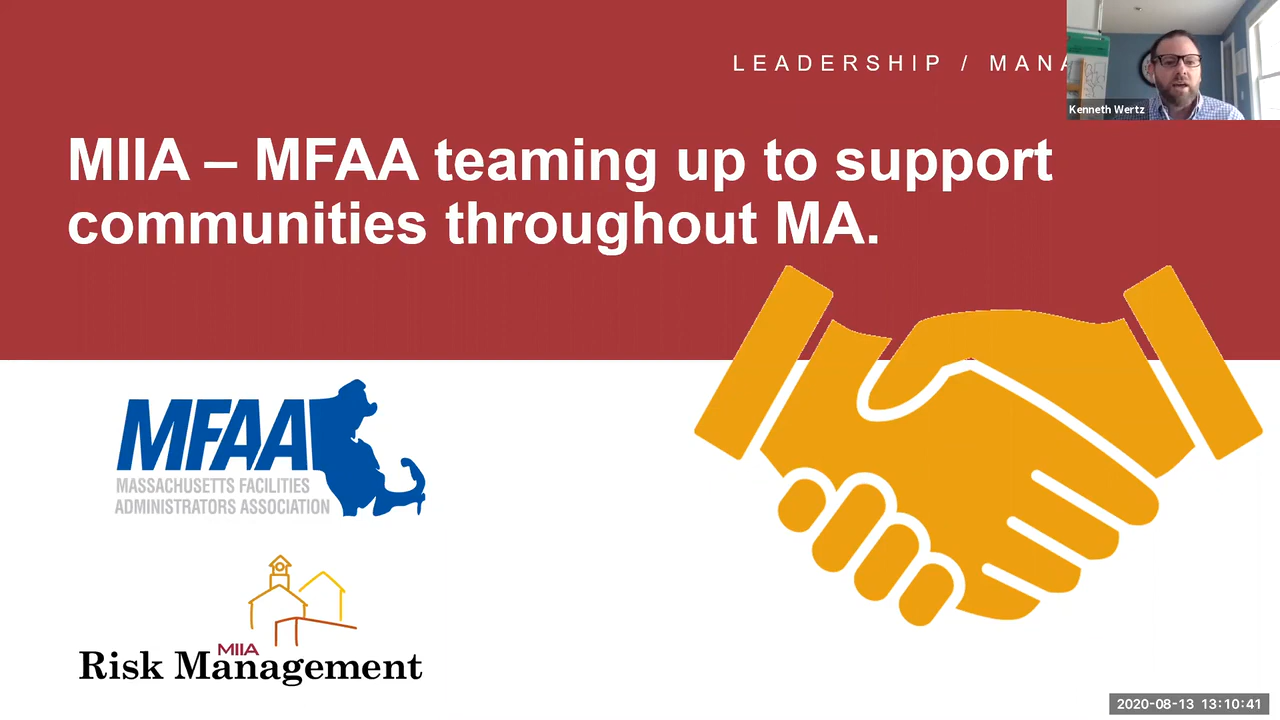 LEADERSHIP / MANA
Kenneth Wertz
MIIA – MFAA teaming up to support
communities throughout MA.
MFAA
MASSACHUSETTS FACILITIES
ADMINISTRATORS ASSOCIATION
MIIA
Risk Management
2020-08-13 13:10:41